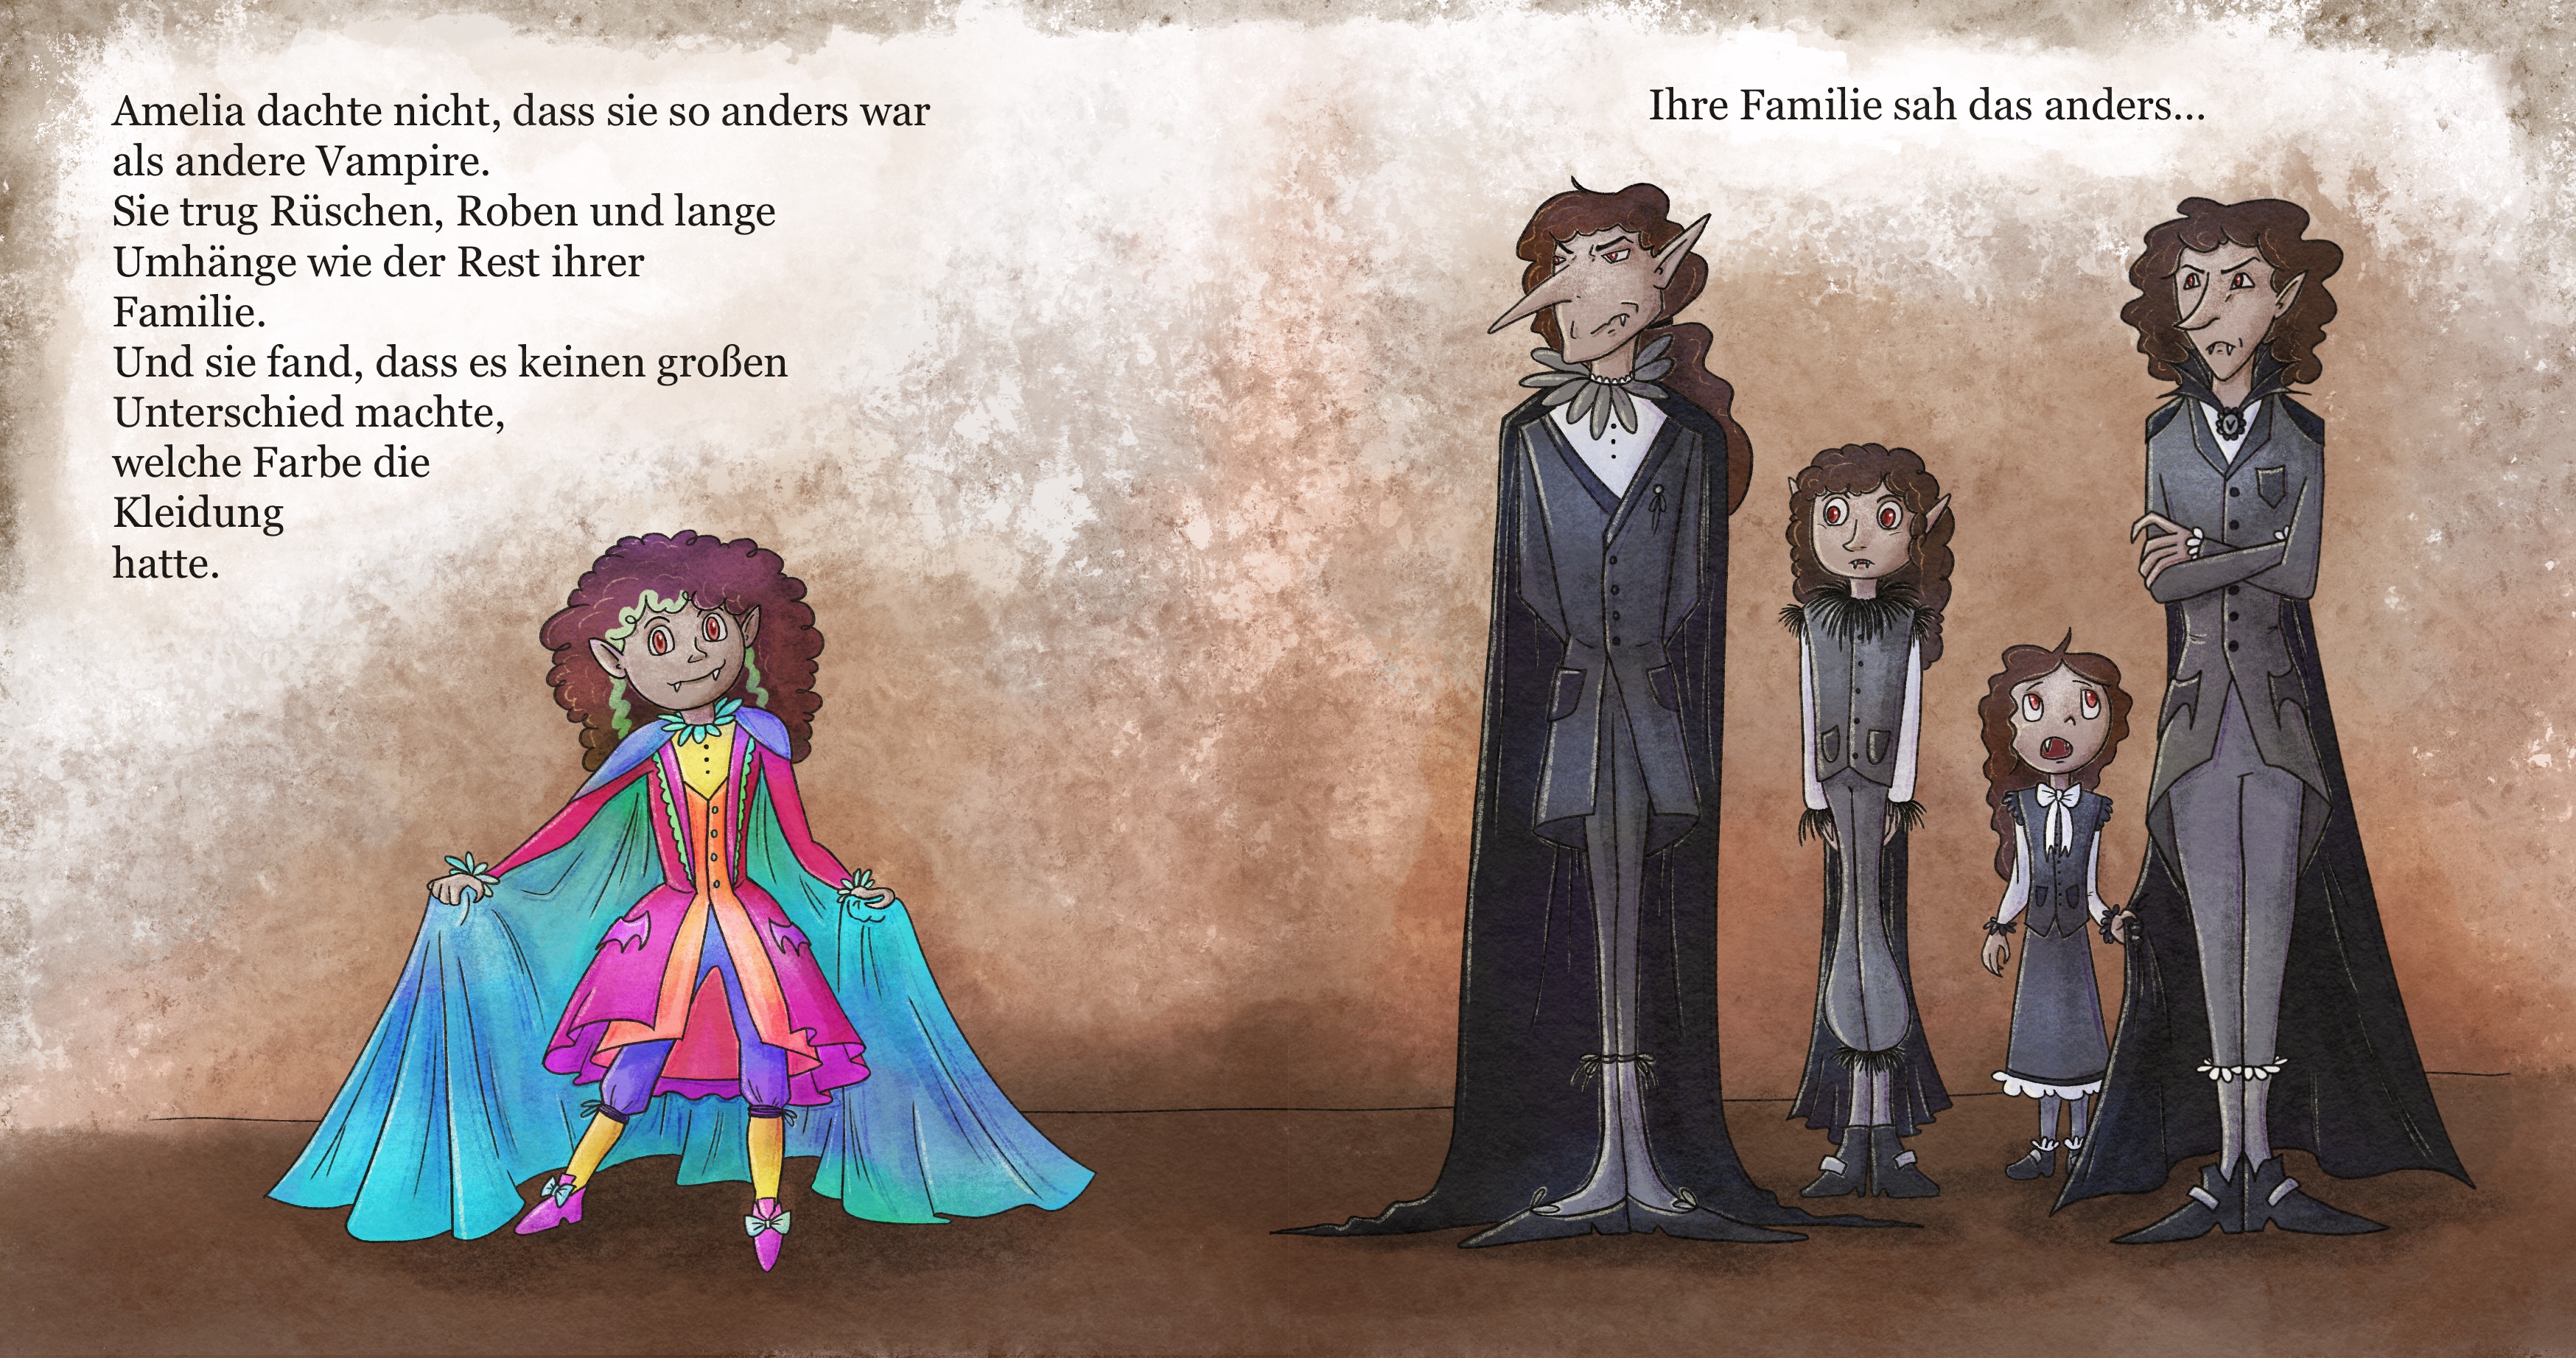 Amelia dachte nicht, dass sie so anders war
als andere Vampire.
Sie trug Rüschen, Roben und lange
Umhänge wie der Rest ihrer
Familie.
Und sie fand, dass es keinen großen
Unterschied machte,
welche Farbe die
Kleidung
hatte.
Ihre Familie sah das anders...
V